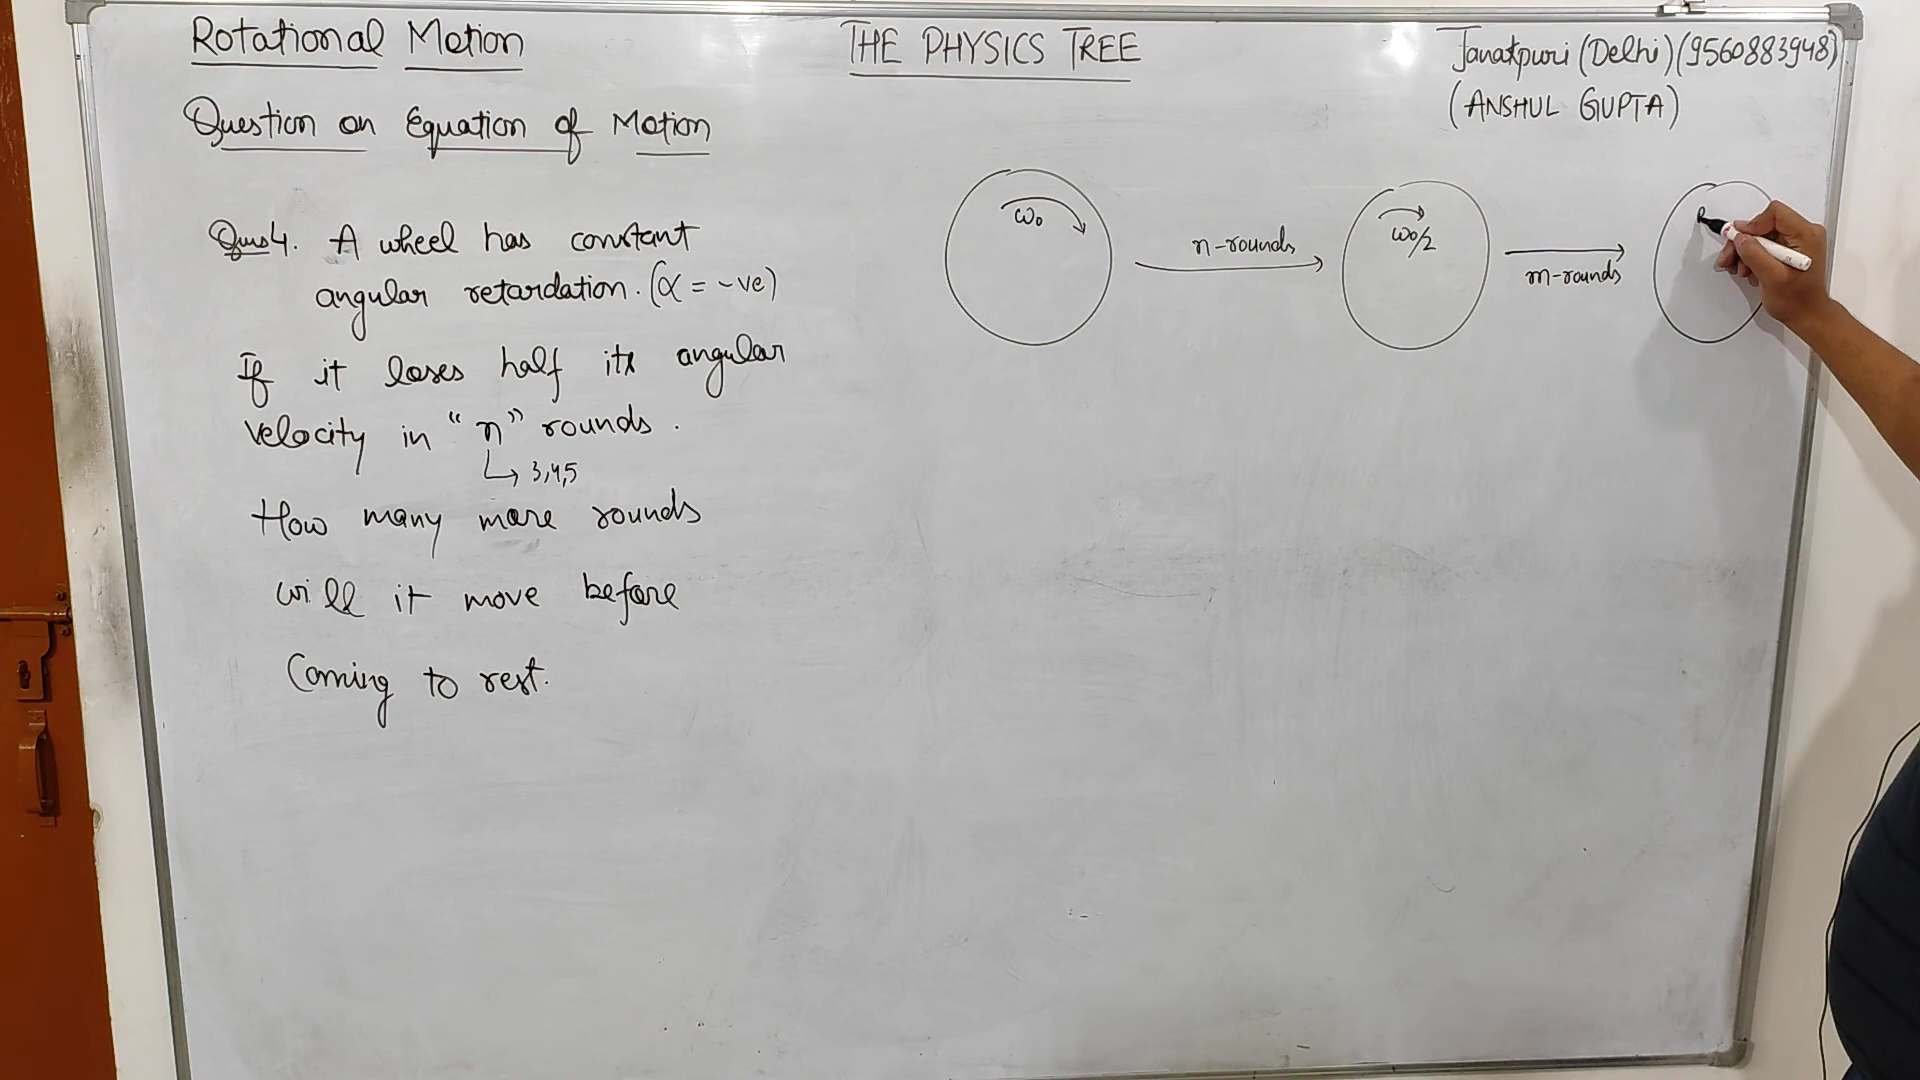 Rotational Motion
THE PHYSICS TREE
Janakpuri (Delhi) (9560883948)
(ANSHUL GUPTA)
Question on Equation of Motion
Ques4. A wheel has constant
angular retardation. (α = -ve)
If it loses half its angular
velocity in "n" rounds.
↳ 3,4,5
How many more rounds
will it move before
Coming to rest.
ω₀
n-rounds
ω₀/2
m-rounds